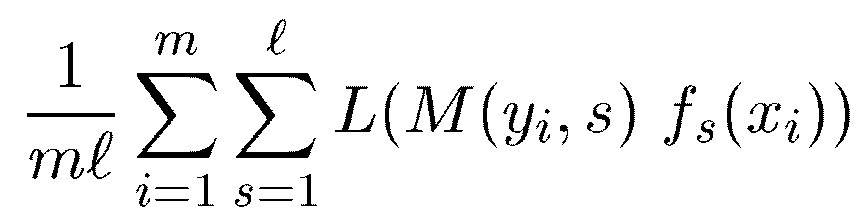 \frac{1}{m\ell} \sum_{i=1}^{m} \sum_{s=1}^{\ell} L(M(y_i, s) \ f_s(x_i))